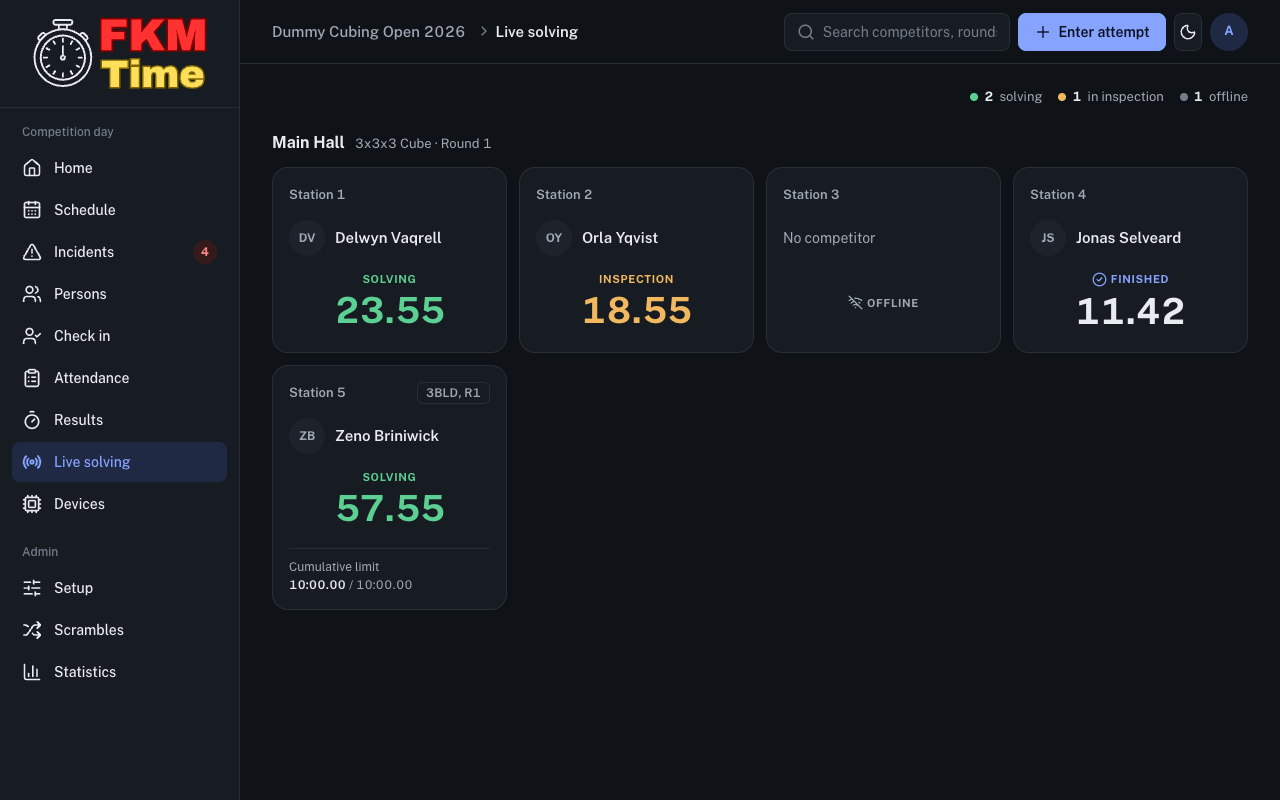 FKM
Time
Dummy Cubing Open 2026 > Live solving
Search competitors, rounds
Enter attempt
A
Competition day
Home
Schedule
Incidents 4
Persons
Check in
Attendance
Results
Live solving
Devices
Admin
Setup
Scrambles
Statistics
2 solving 1 in inspection 1 offline
Main Hall 3x3x3 Cube · Round 1
Station 1
DV Delwyn Vaqrell
SOLVING
23.55
Station 2
OY Orla Yqvist
INSPECTION
18.55
Station 3
No competitor
OFFLINE
Station 4
JS Jonas Selveard
FINISHED
11.42
Station 5 3BLD, R1
ZB Zeno Briniwick
SOLVING
57.55
Cumulative limit
10:00.00 / 10:00.00